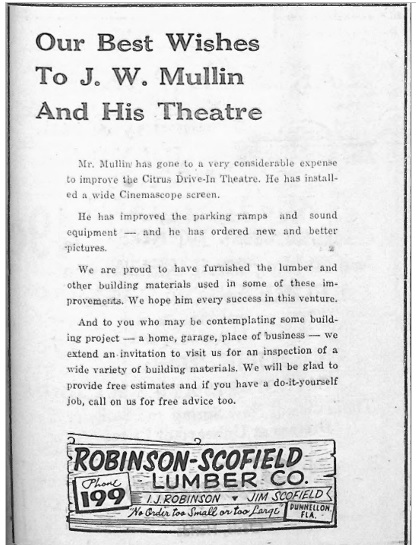 Our Best Wishes
To J. W. Mullin
And His Theatre
Mr. Mullin has gone to a very considerable expense
to improve the Citrus Drive-In Theatre. He has install-
ed a wide Cinemascope screen.
He has improved the parking ramps and sound
equipment — and he has ordered new and better
pictures.
We are proud to have furnished the lumber and
other building materials used in some of these im-
provements. We hope him every success in this venture.
And to you who may be contemplating some build-
ing project — a home, garage, place of business — we
extend an invitation to visit us for an inspection of a
wide variety of building materials. We will be glad to
provide free estimates and if you have a do-it-yourself
job, call on us for free advice too.
ROBINSON-SCOFIELD
LUMBER CO.
Phone
199
I.J. ROBINSON ▾ JIM SCOFIELD
"No Order too Small or too Large"
DUNNELLON,
FLA.